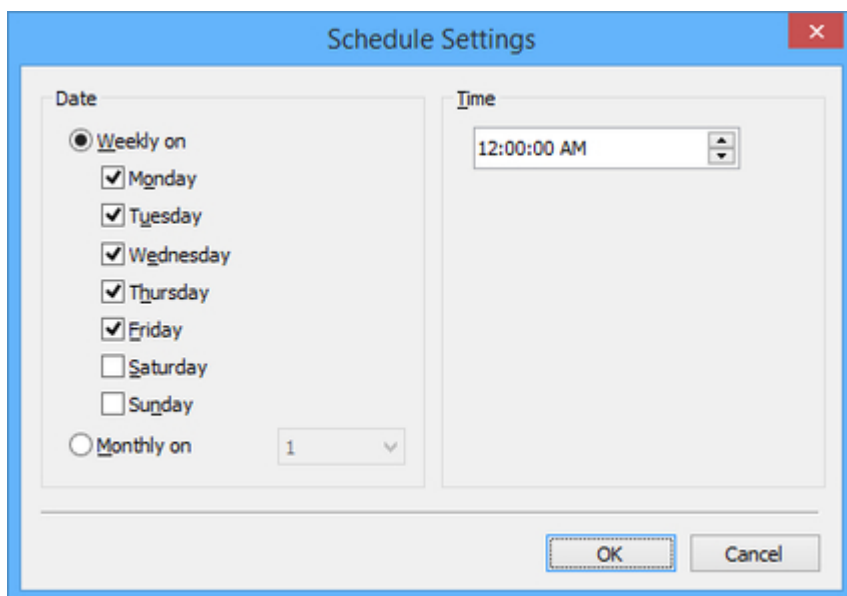 Schedule Settings
Date
Weekly on
Monday
Tuesday
Wednesday
Thursday
Friday
Saturday
Sunday
Monthly on 1
Time
12:00:00 AM
OK Cancel